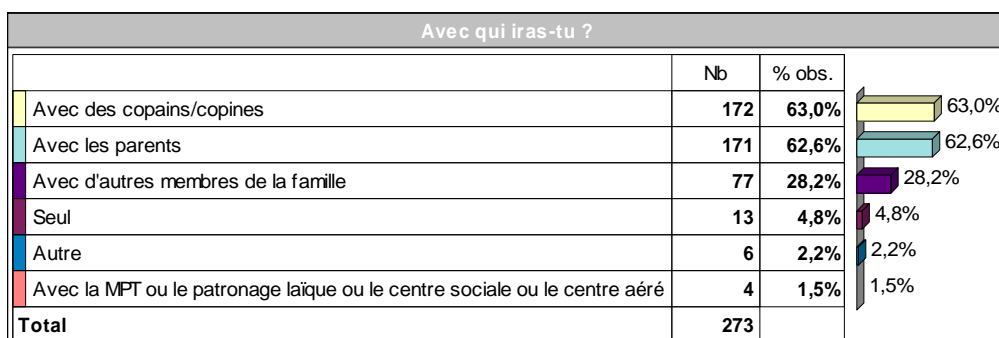 Avec qui iras-tu ?
Nb % obs.
Avec des copains/copines 172 63,0% 63,0%
Avec les parents 171 62,6% 62,6%
Avec d'autres membres de la famille 77 28,2% 28,2%
Seul 13 4,8% 4,8%
Autre 6 2,2% 2,2%
Avec la MPT ou le patronage laïque ou le centre sociale ou le centre aéré 4 1,5% 1,5%
Total 273